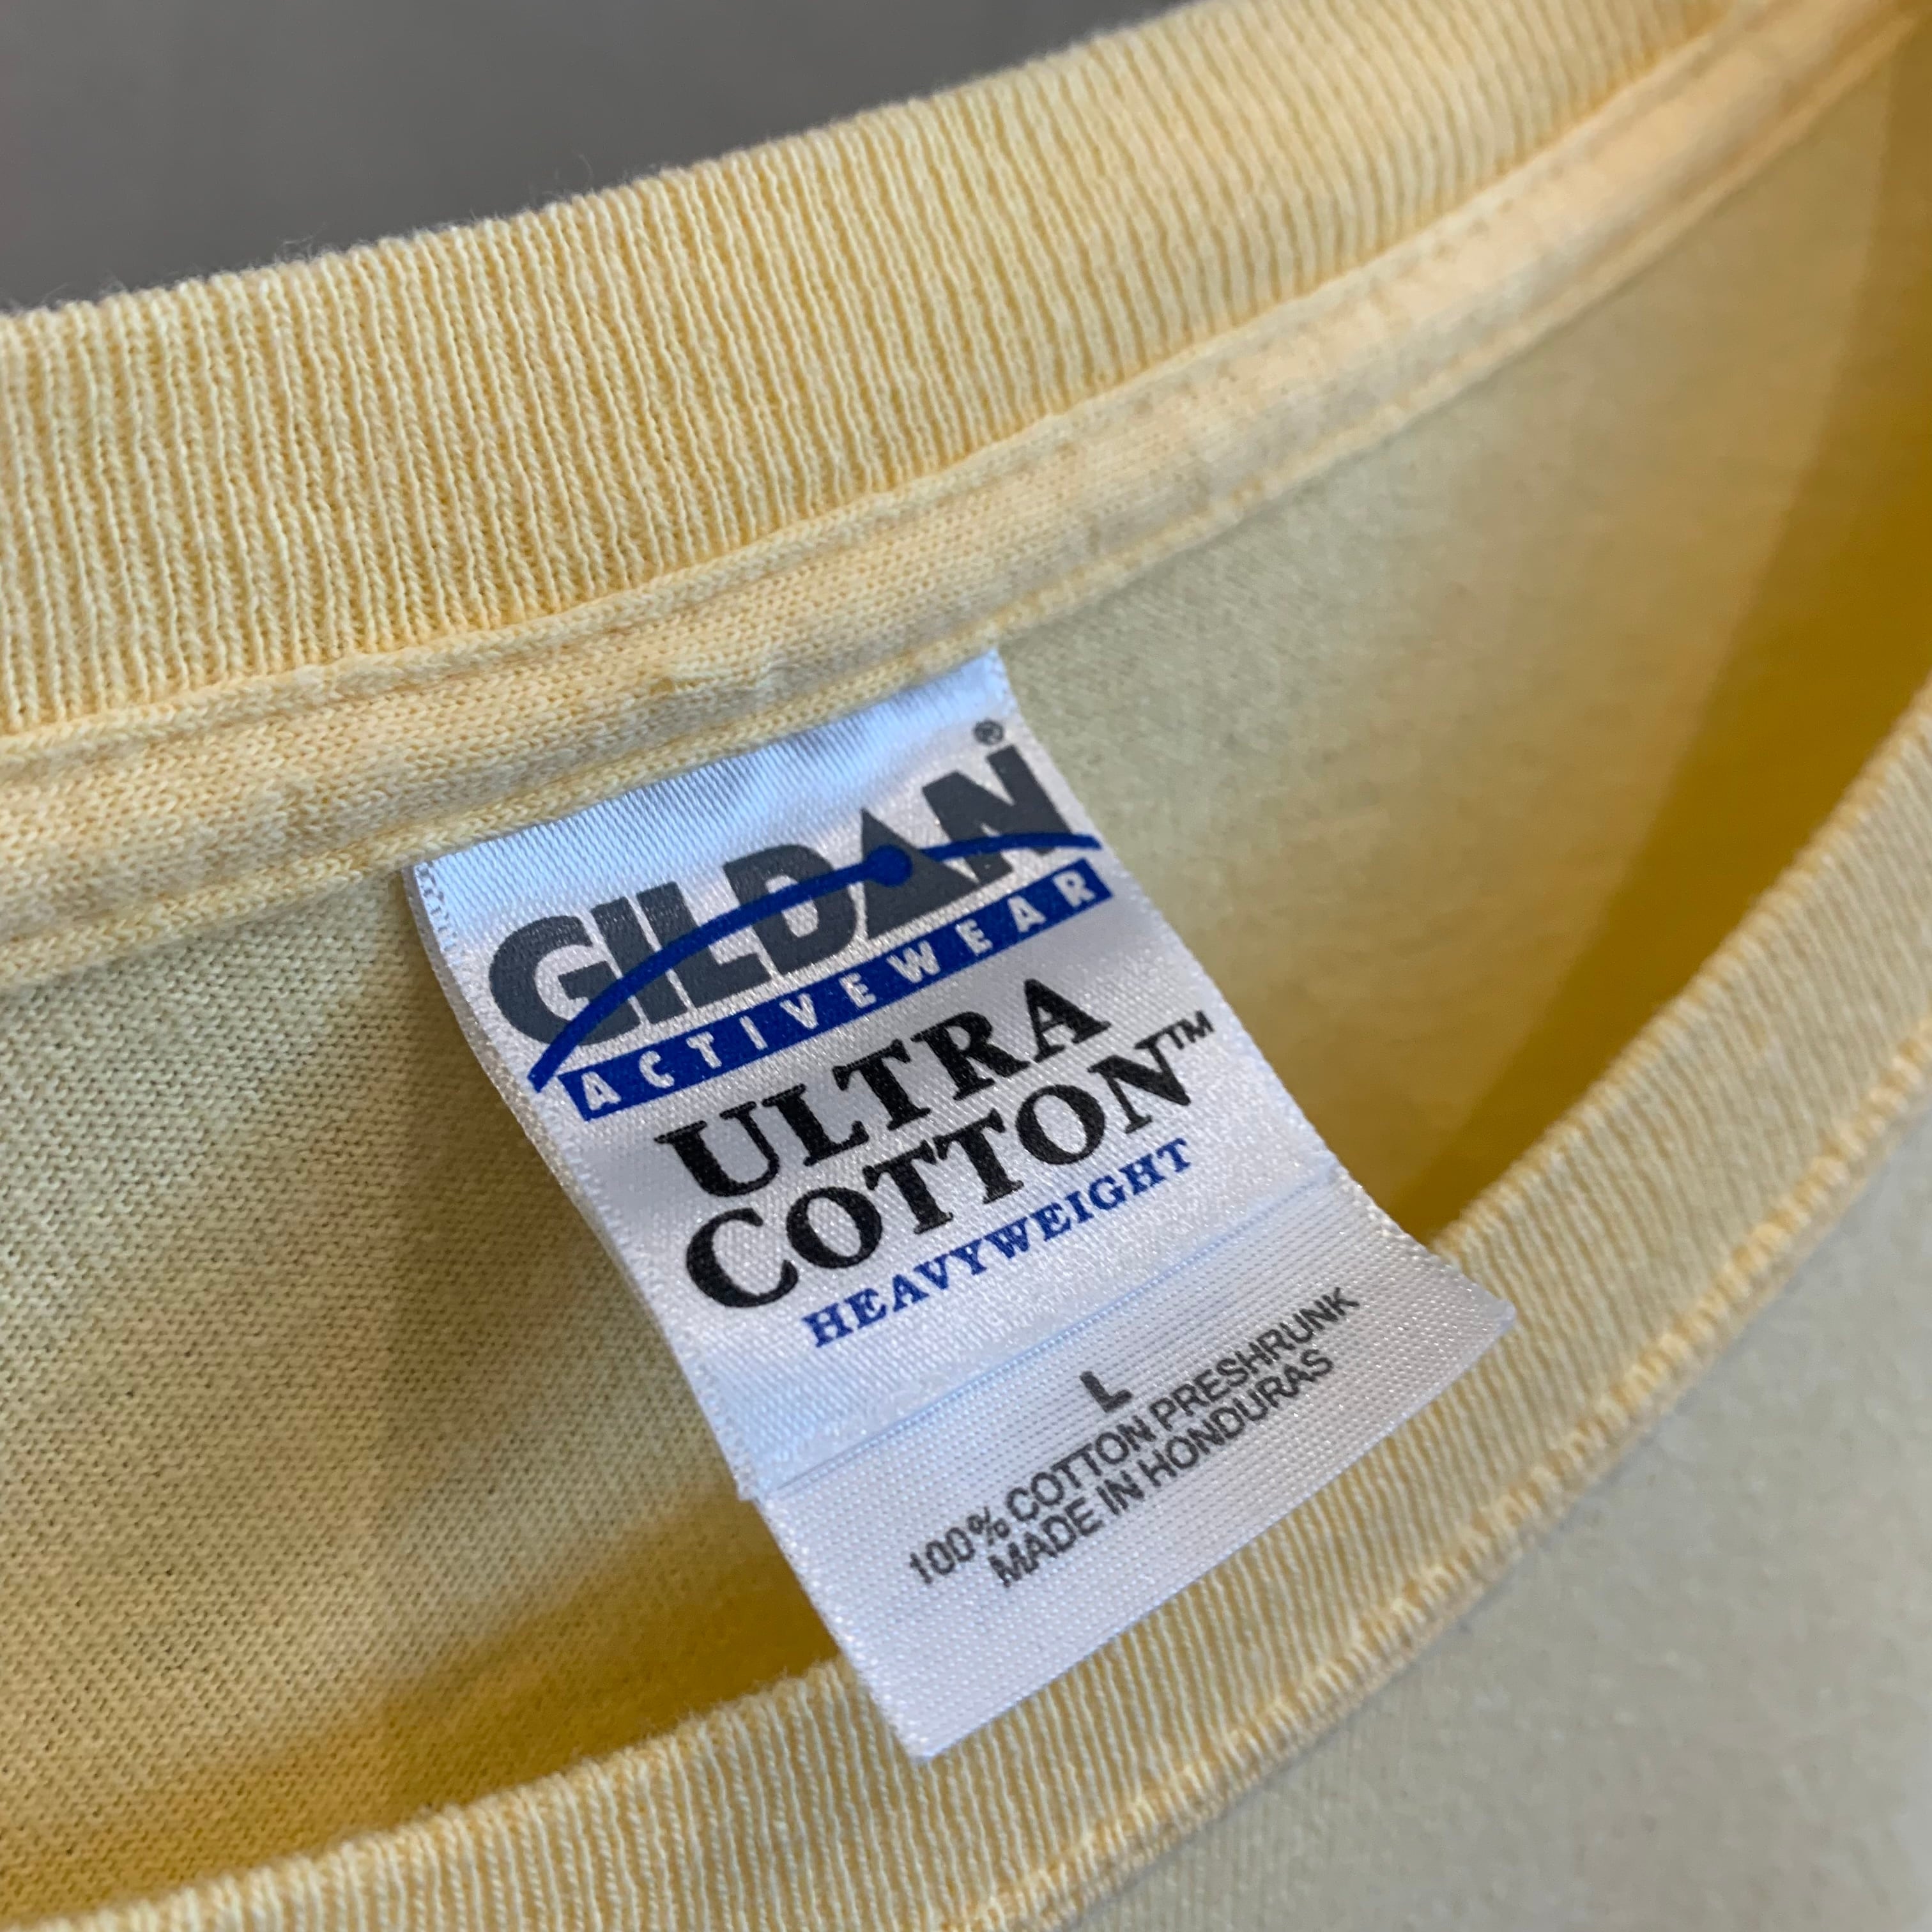 GILDAN®
ACTIVEWEAR
ULTRA
COTTON™
HEAVYWEIGHT
L
100% COTTON PRESHRUNK
MADE IN HONDURAS